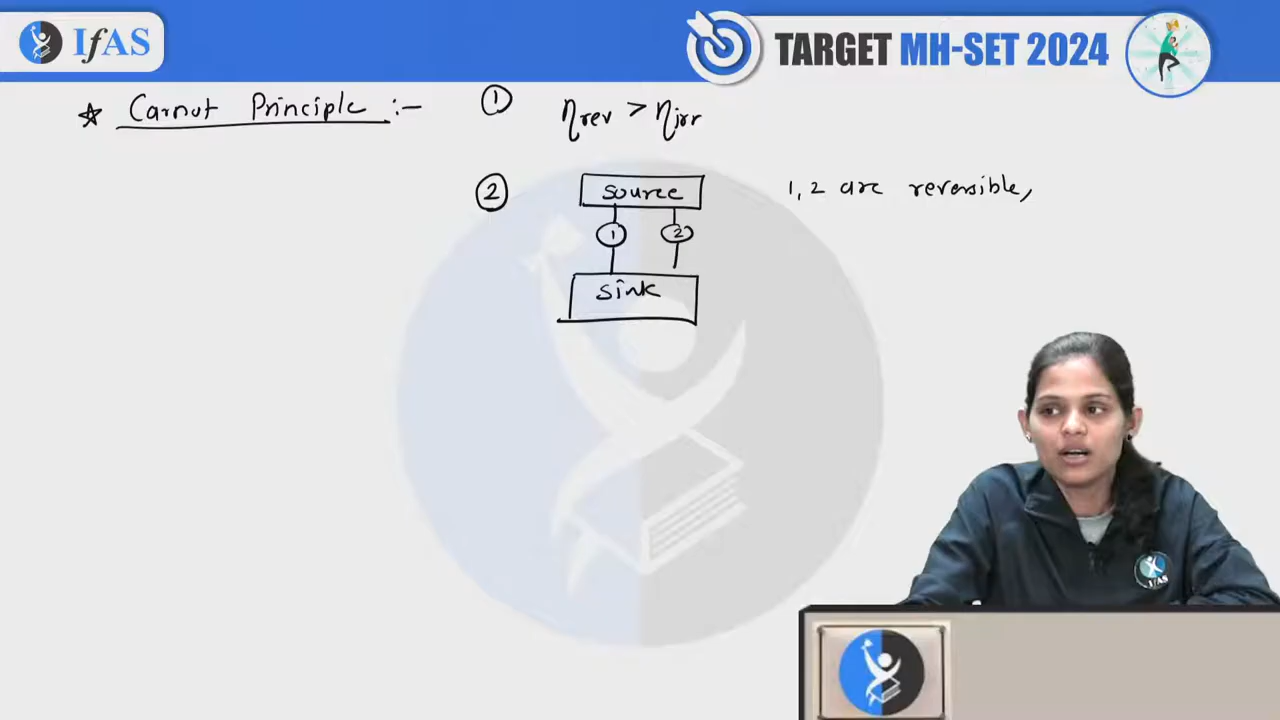 IfAS
TARGET MH-SET 2024
* Carnot Principle :-
① ηrev > ηirr
②
source
1, 2 are reversible,
① ②
sink
IfAS